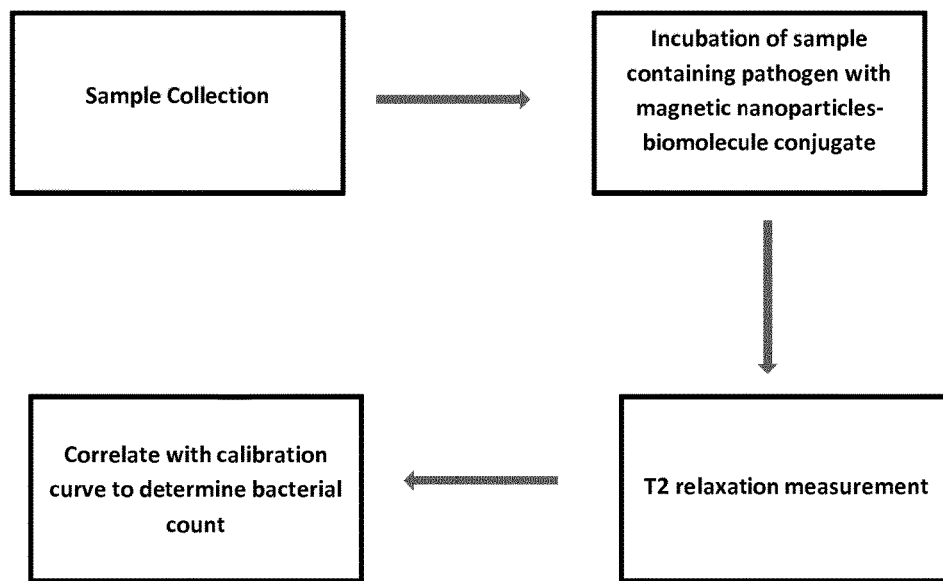 Sample Collection
Incubation of sample
containing pathogen with
magnetic nanoparticles-
biomolecule conjugate
T2 relaxation measurement
Correlate with calibration
curve to determine bacterial
count